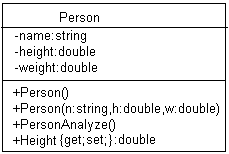 Person
-name:string
-height:double
-weight:double
+Person()
+Person(n:string,h:double,w:double)
+PersonAnalyze()
+Height {get;set;}:double